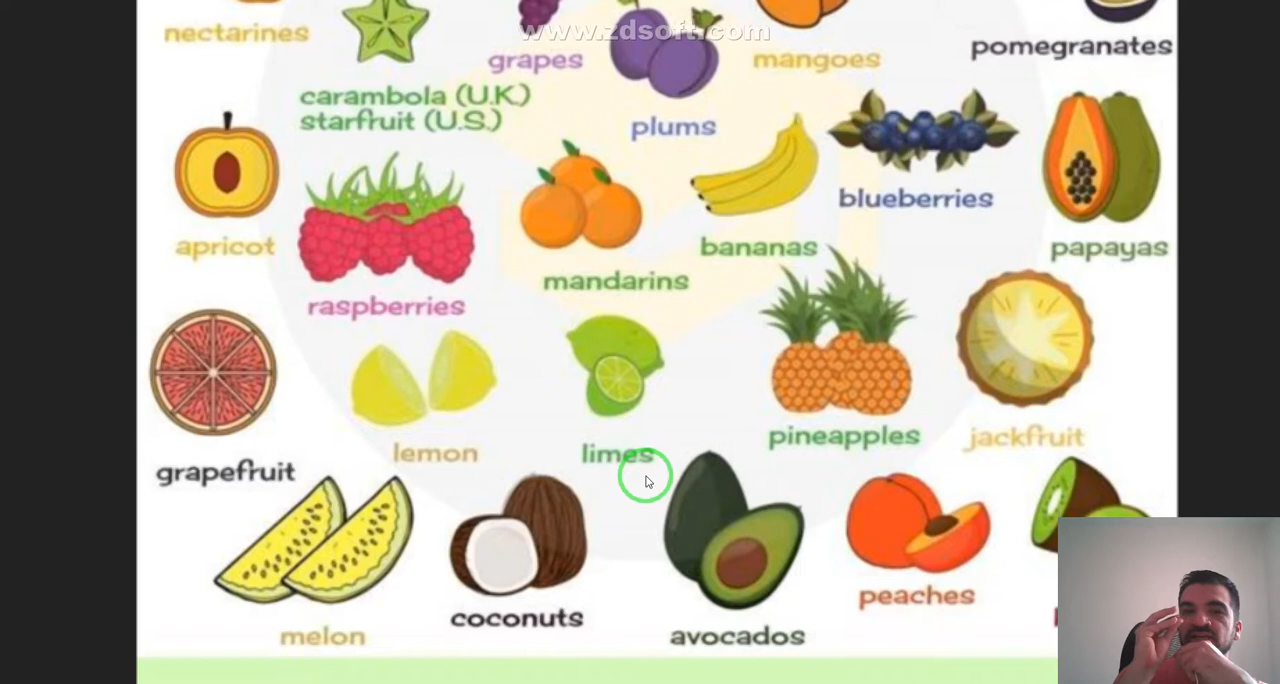 www.zdsoft.com
nectarines
grapes
mangoes
pomegranates
carambola (U.K.)
starfruit (U.S.)
plums
blueberries
apricot
bananas
papayas
mandarins
raspberries
pineapples
jackfruit
lemon
limes
grapefruit
peaches
coconuts
melon
avocados